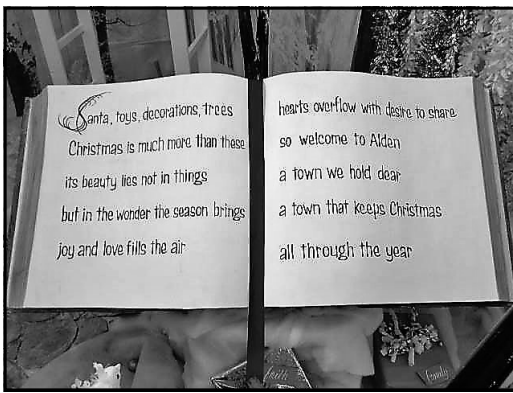 Santa, toys, decorations, trees
Christmas is much more than these
its beauty lies not in things
but in the wonder the season brings
joy and love fills the air
hearts overflow with desire to share
so welcome to Alden
a town we hold dear
a town that keeps Christmas
all through the year
faith
family